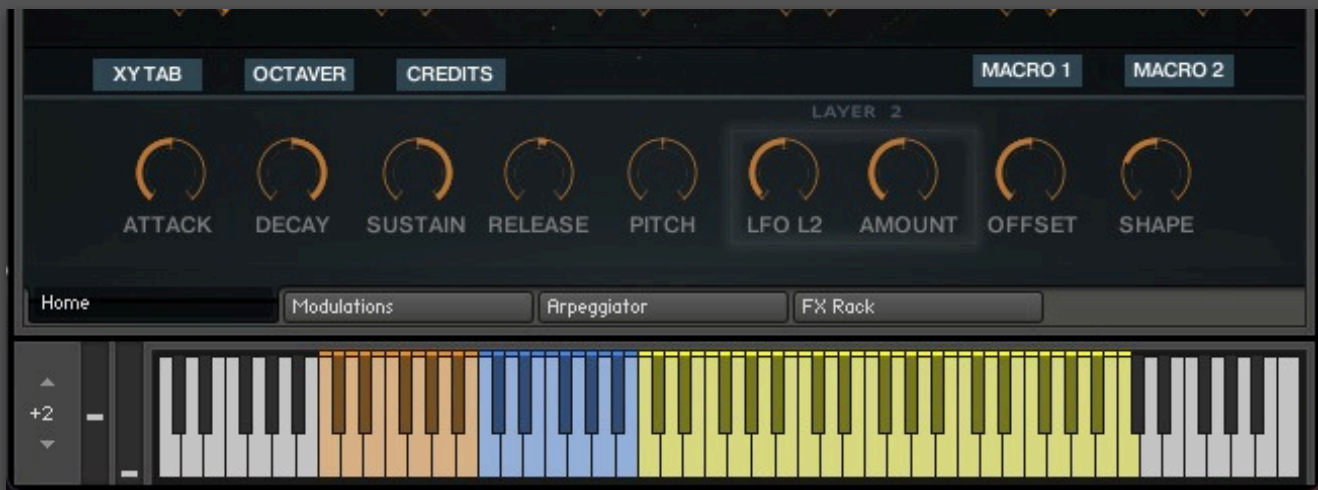 XY TAB OCTAVER CREDITS MACRO 1 MACRO 2
LAYER 2
ATTACK DECAY SUSTAIN RELEASE PITCH LFO L2 AMOUNT OFFSET SHAPE
Home Modulations Arpeggiator FX Rack
+2